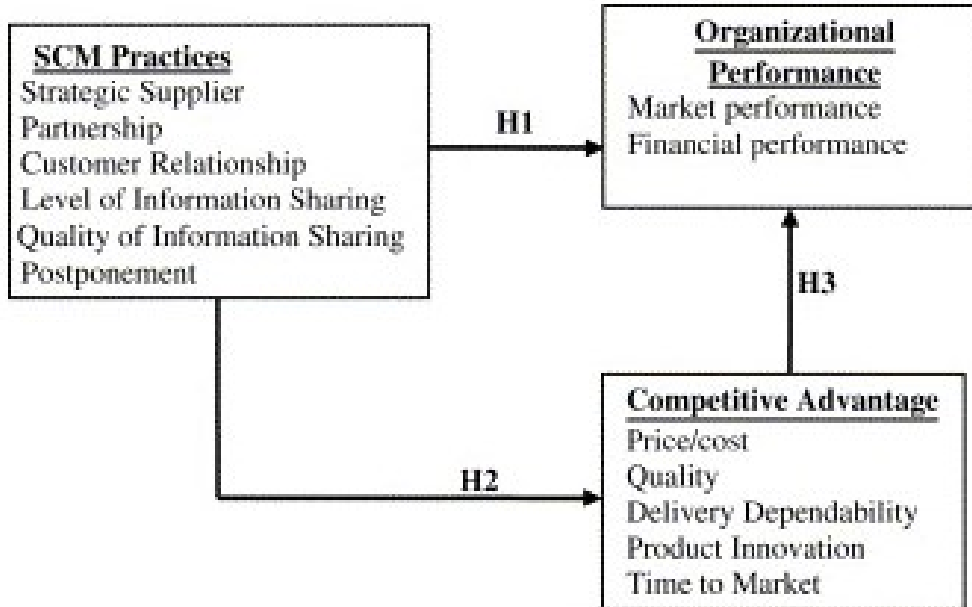 SCM Practices
Strategic Supplier
Partnership
Customer Relationship
Level of Information Sharing
Quality of Information Sharing
Postponement
H1
Organizational
Performance
Market performance
Financial performance
H3
H2
Competitive Advantage
Price/cost
Quality
Delivery Dependability
Product Innovation
Time to Market